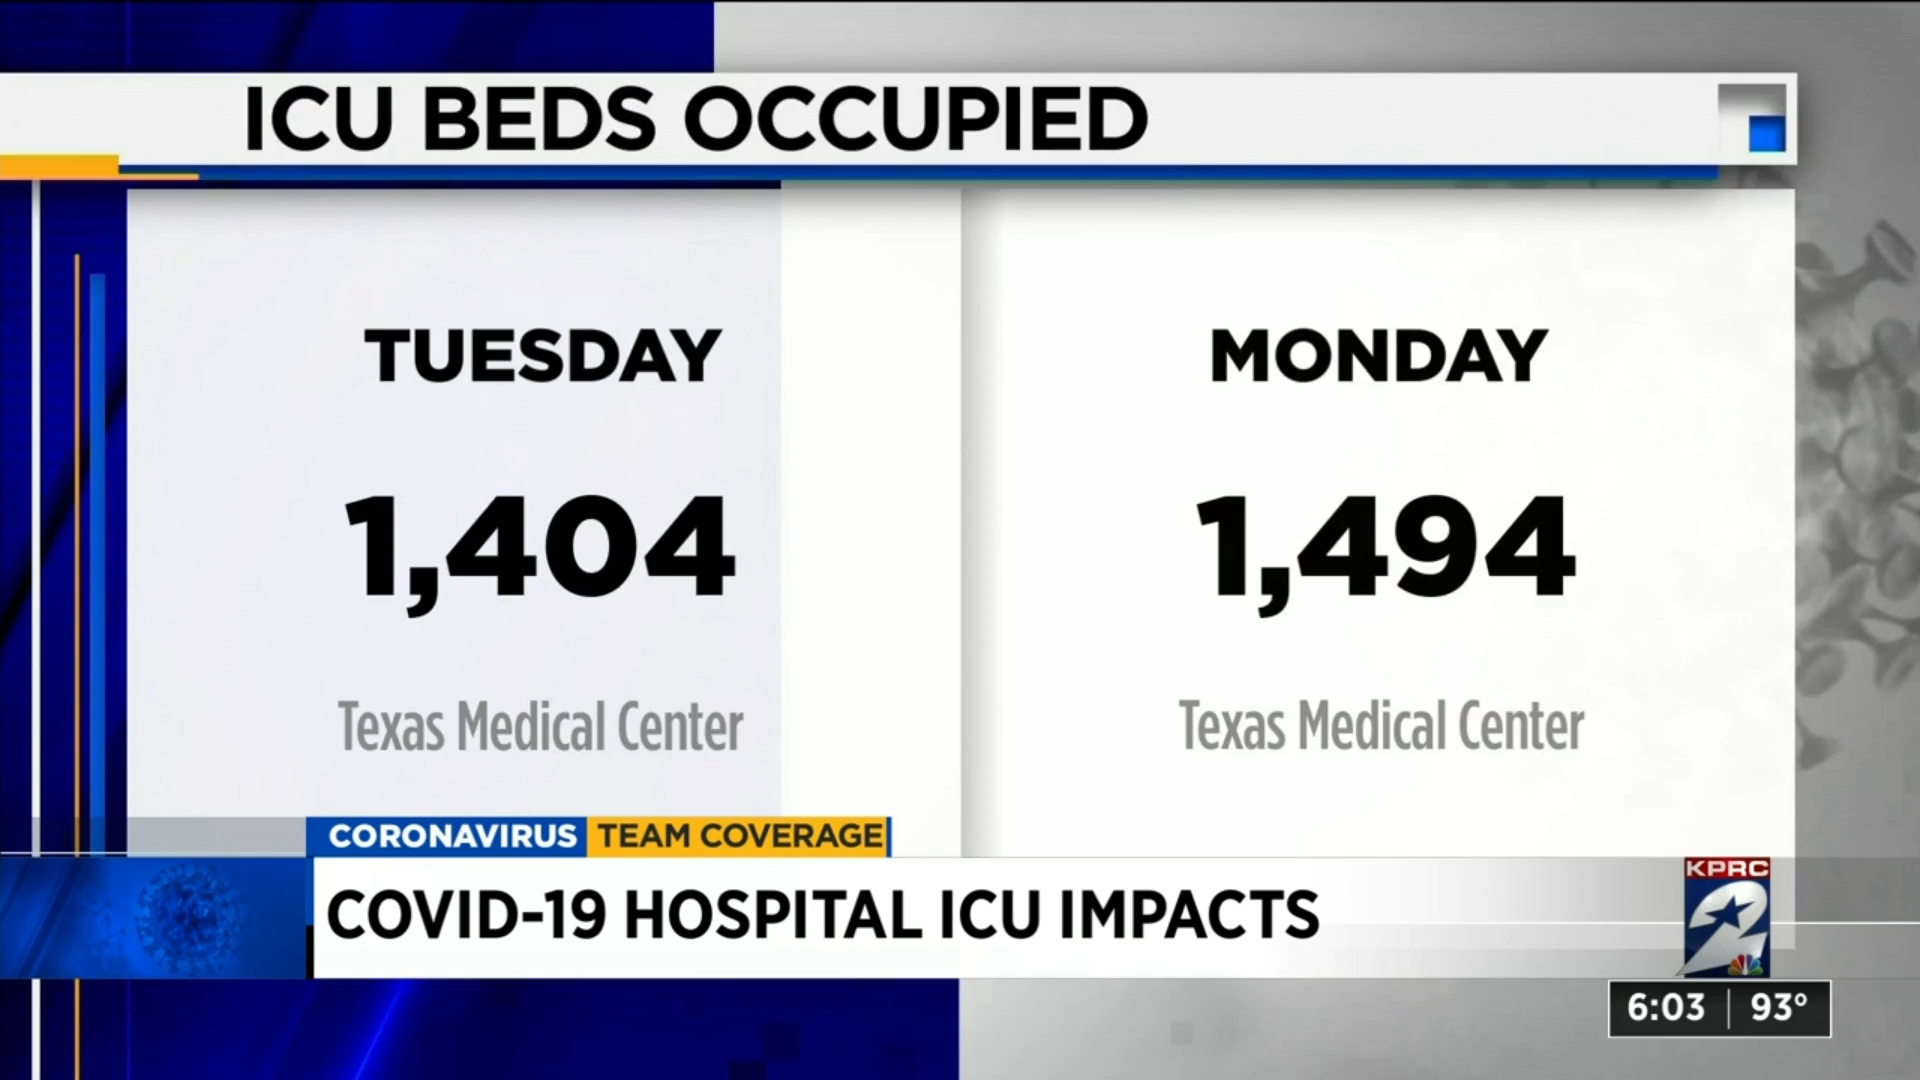 ICU BEDS OCCUPIED
TUESDAY
1,404
Texas Medical Center
MONDAY
1,494
Texas Medical Center
CORONAVIRUS TEAM COVERAGE
COVID-19 HOSPITAL ICU IMPACTS
KPRC
2
6:03 93°